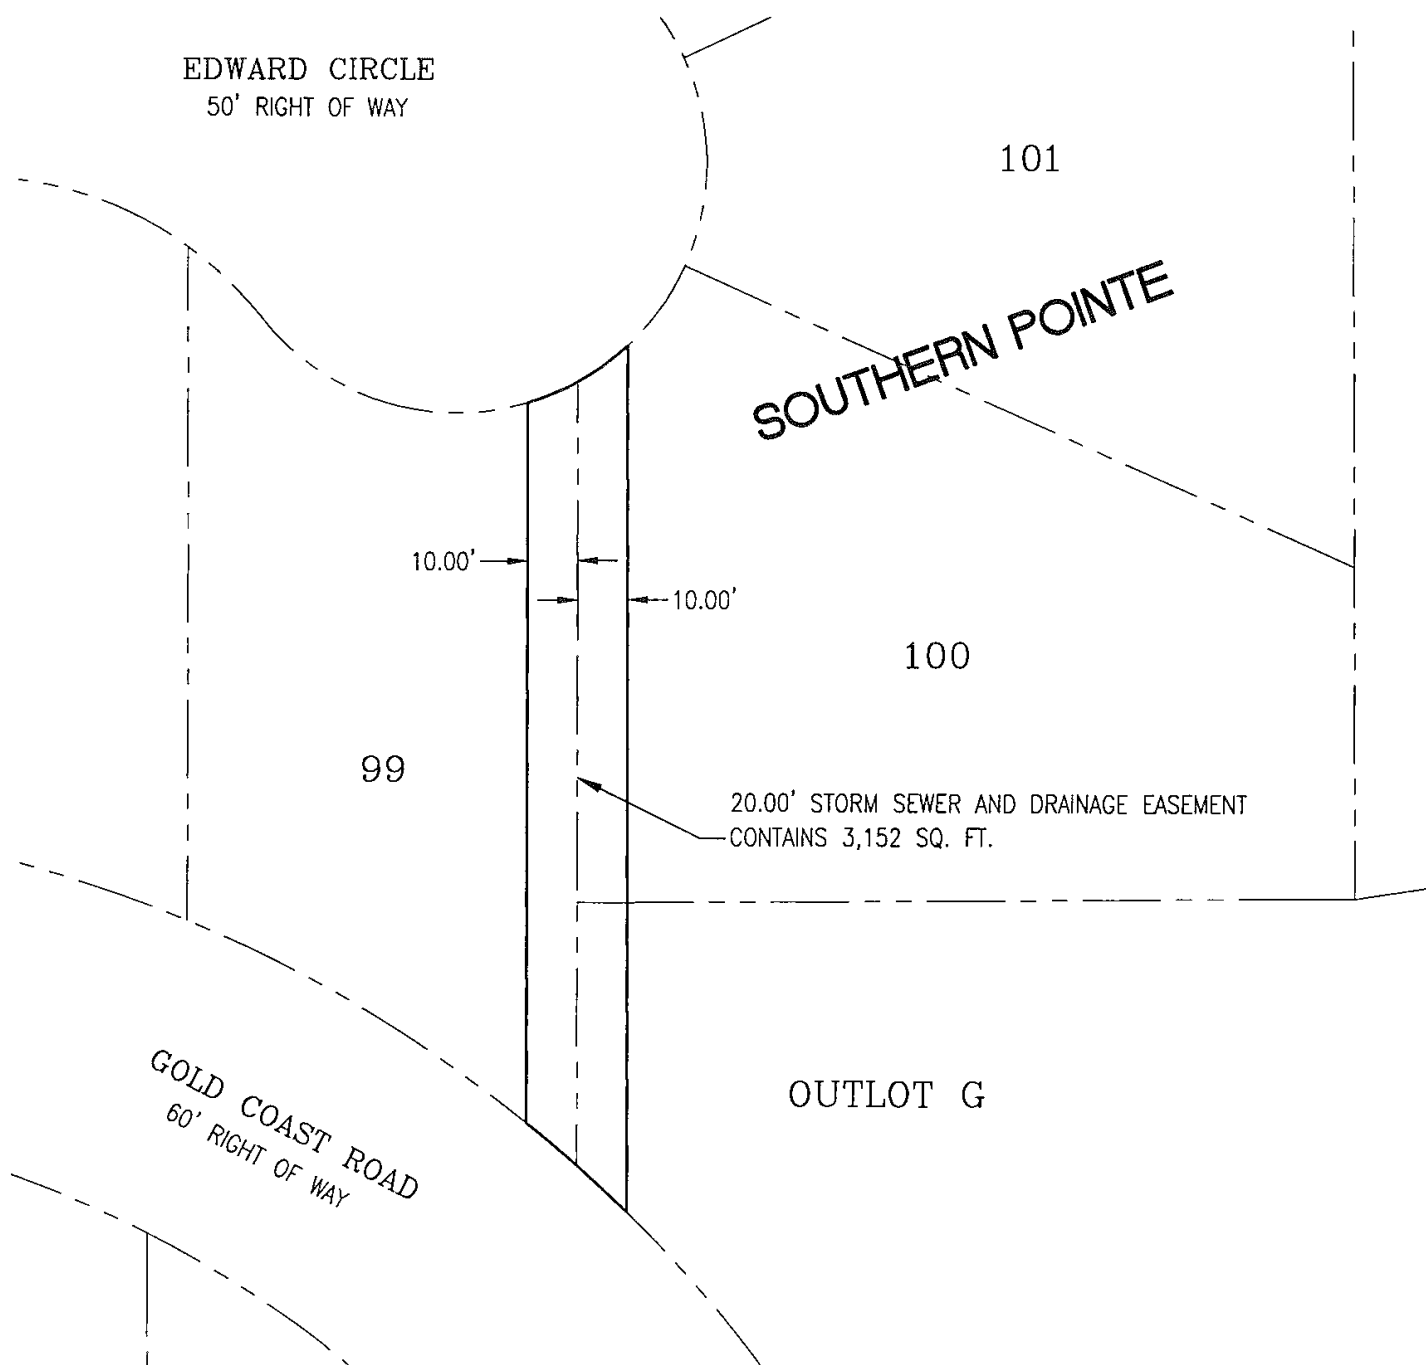 EDWARD CIRCLE
50' RIGHT OF WAY
101
SOUTHERN POINTE
10.00'
10.00'
100
99
20.00' STORM SEWER AND DRAINAGE EASEMENT
CONTAINS 3,152 SQ. FT.
GOLD COAST ROAD
60' RIGHT OF WAY
OUTLOT G